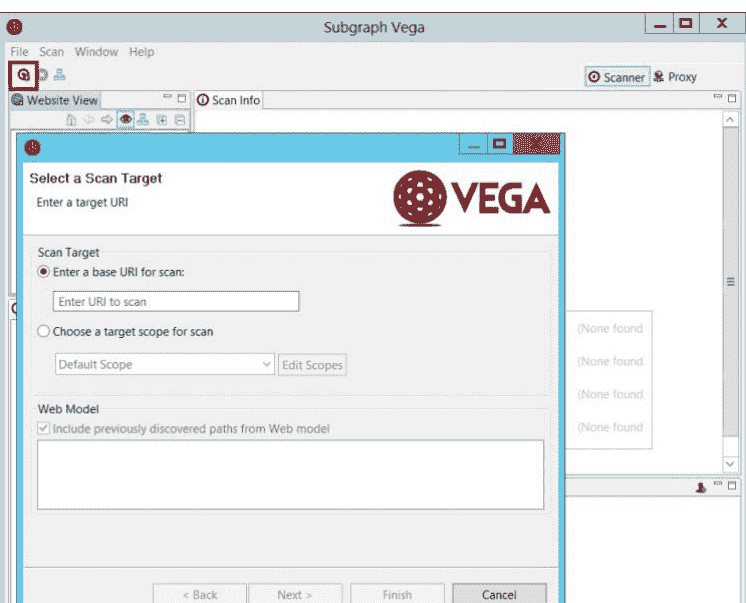 Subgraph Vega
File Scan Window Help
Scanner Proxy
Website View
Scan Info
Select a Scan Target
Enter a target URI
VEGA
Scan Target
Enter a base URI for scan:
Enter URI to scan
Choose a target scope for scan
Default Scope
Edit Scopes
Web Model
Include previously discovered paths from Web model
(None found
(None found
(None found
(None found
< Back Next > Finish Cancel